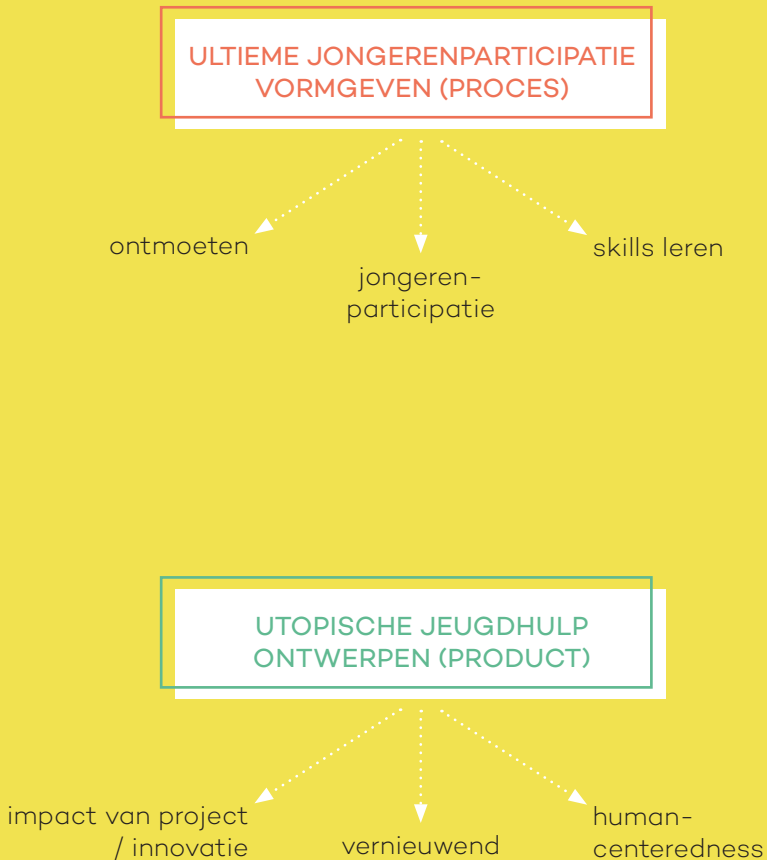 ULTIEME JONGERENPARTICIPATIE
VORMGEVEN (PROCES)
ontmoeten
jongeren-
participatie
skills leren
UTOPISCHE JEUGDHULP
ONTWERPEN (PRODUCT)
impact van project
/ innovatie
vernieuwend
human-
centeredness